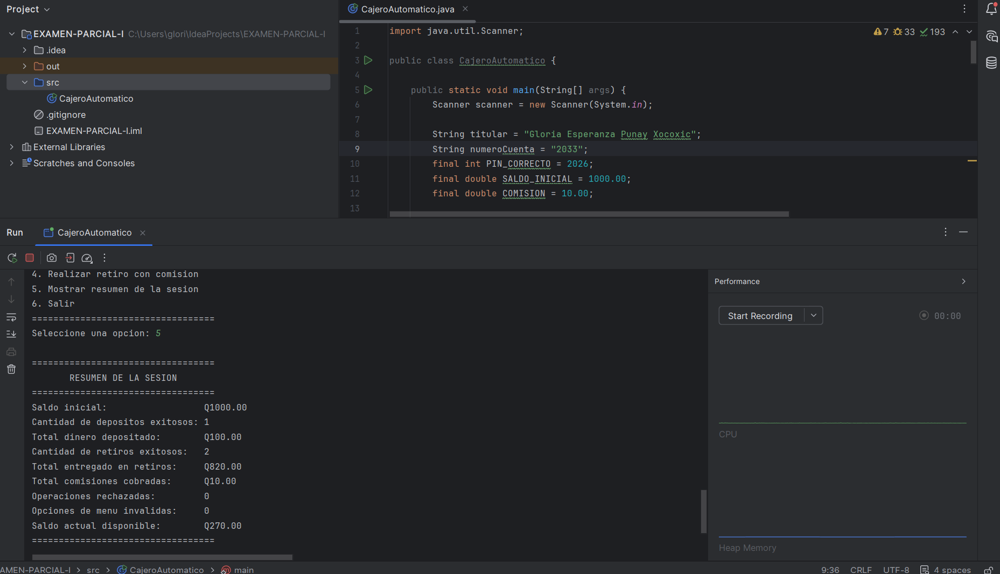 Project
EXAMEN-PARCIAL-I C:\Users\glori\IdeaProjects\EXAMEN-PARCIAL-I
.idea
out
src
CajeroAutomatico
.gitignore
EXAMEN-PARCIAL-I.iml
External Libraries
Scratches and Consoles
CajeroAutomatico.java
7 33 193
1 import java.util.Scanner;
2
3 public class CajeroAutomatico {
4
5 public static void main(String[] args) {
6 Scanner scanner = new Scanner(System.in);
7
8 String titular = "Gloria Esperanza Punay Xocoxic";
9 String numeroCuenta = "2033";
10 final int PIN_CORRECTO = 2026;
11 final double SALDO_INICIAL = 1000.00;
12 final double COMISION = 10.00;
13
Run CajeroAutomatico
4. Realizar retiro con comision
5. Mostrar resumen de la sesion
6. Salir
==================================
Seleccione una opcion: 5
==================================
RESUMEN DE LA SESION
==================================
Saldo inicial: Q1000.00
Cantidad de depositos exitosos: 1
Total dinero depositado: Q100.00
Cantidad de retiros exitosos: 2
Total entregado en retiros: Q820.00
Total comisiones cobradas: Q10.00
Operaciones rechazadas: 0
Opciones de menu invalidas: 0
Saldo actual disponible: Q270.00
==================================
Performance
Start Recording 00:00
CPU
Heap Memory
AMEN-PARCIAL-I > src > CajeroAutomatico > main
9:36 CRLF UTF-8 4 spaces